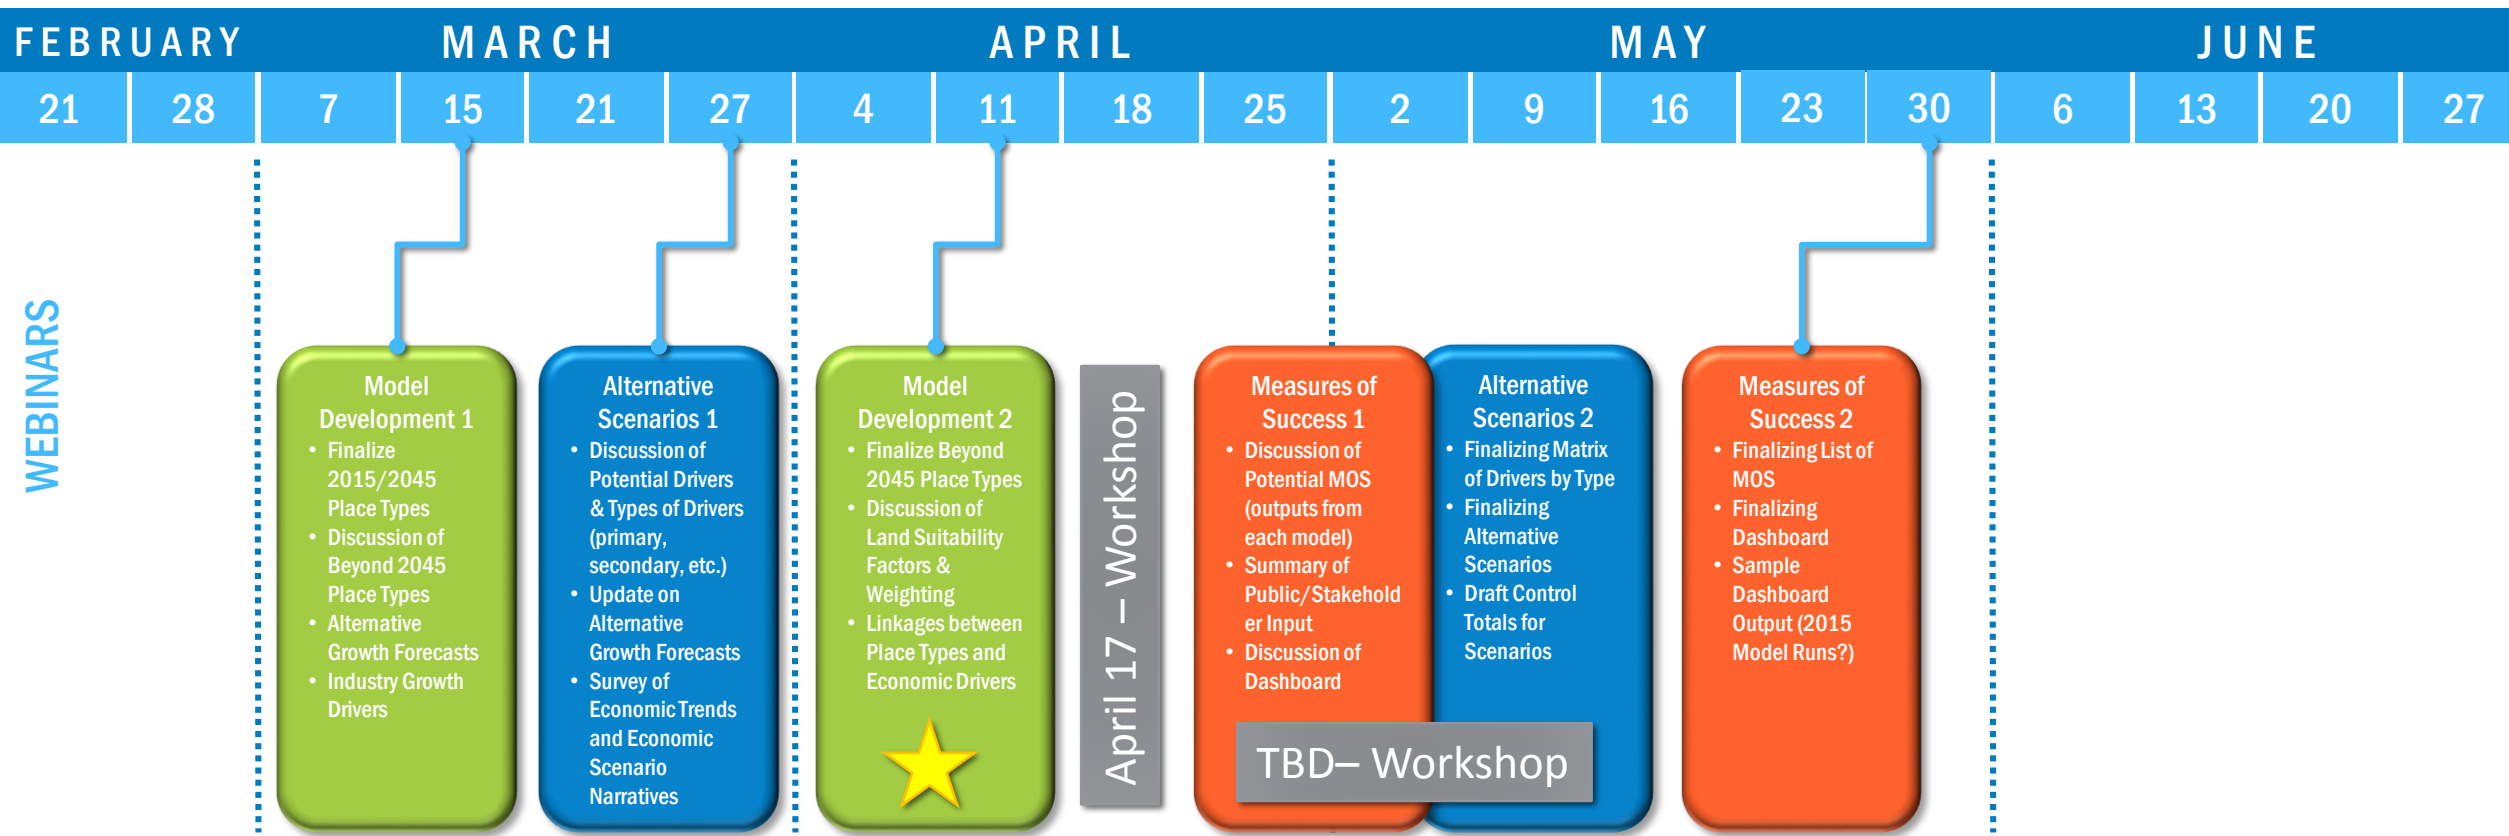 FEBRUARY MARCH APRIL MAY JUNE
21 28 7 15 21 27 4 11 18 25 2 9 16 23 30 6 13 20 27
WEBINARS
Model
Development 1
• Finalize
2015/2045
Place Types
• Discussion of
Beyond 2045
Place Types
• Alternative
Growth Forecasts
• Industry Growth
Drivers
Alternative
Scenarios 1
• Discussion of
Potential Drivers
& Types of Drivers
(primary,
secondary, etc.)
• Update on
Alternative
Growth Forecasts
• Survey of
Economic Trends
and Economic
Scenario
Narratives
Model
Development 2
• Finalize Beyond
2045 Place Types
• Discussion of
Land Suitability
Factors &
Weighting
• Linkages between
Place Types and
Economic Drivers
April 17 – Workshop
Measures of
Success 1
• Discussion of
Potential MOS
(outputs from
each model)
• Summary of
Public/Stakehold
er Input
• Discussion of
Dashboard
Alternative
Scenarios 2
• Finalizing Matrix
of Drivers by Type
• Finalizing
Alternative
Scenarios
• Draft Control
Totals for
Scenarios
TBD– Workshop
Measures of
Success 2
• Finalizing List of
MOS
• Finalizing
Dashboard
• Sample
Dashboard
Output (2015
Model Runs?)